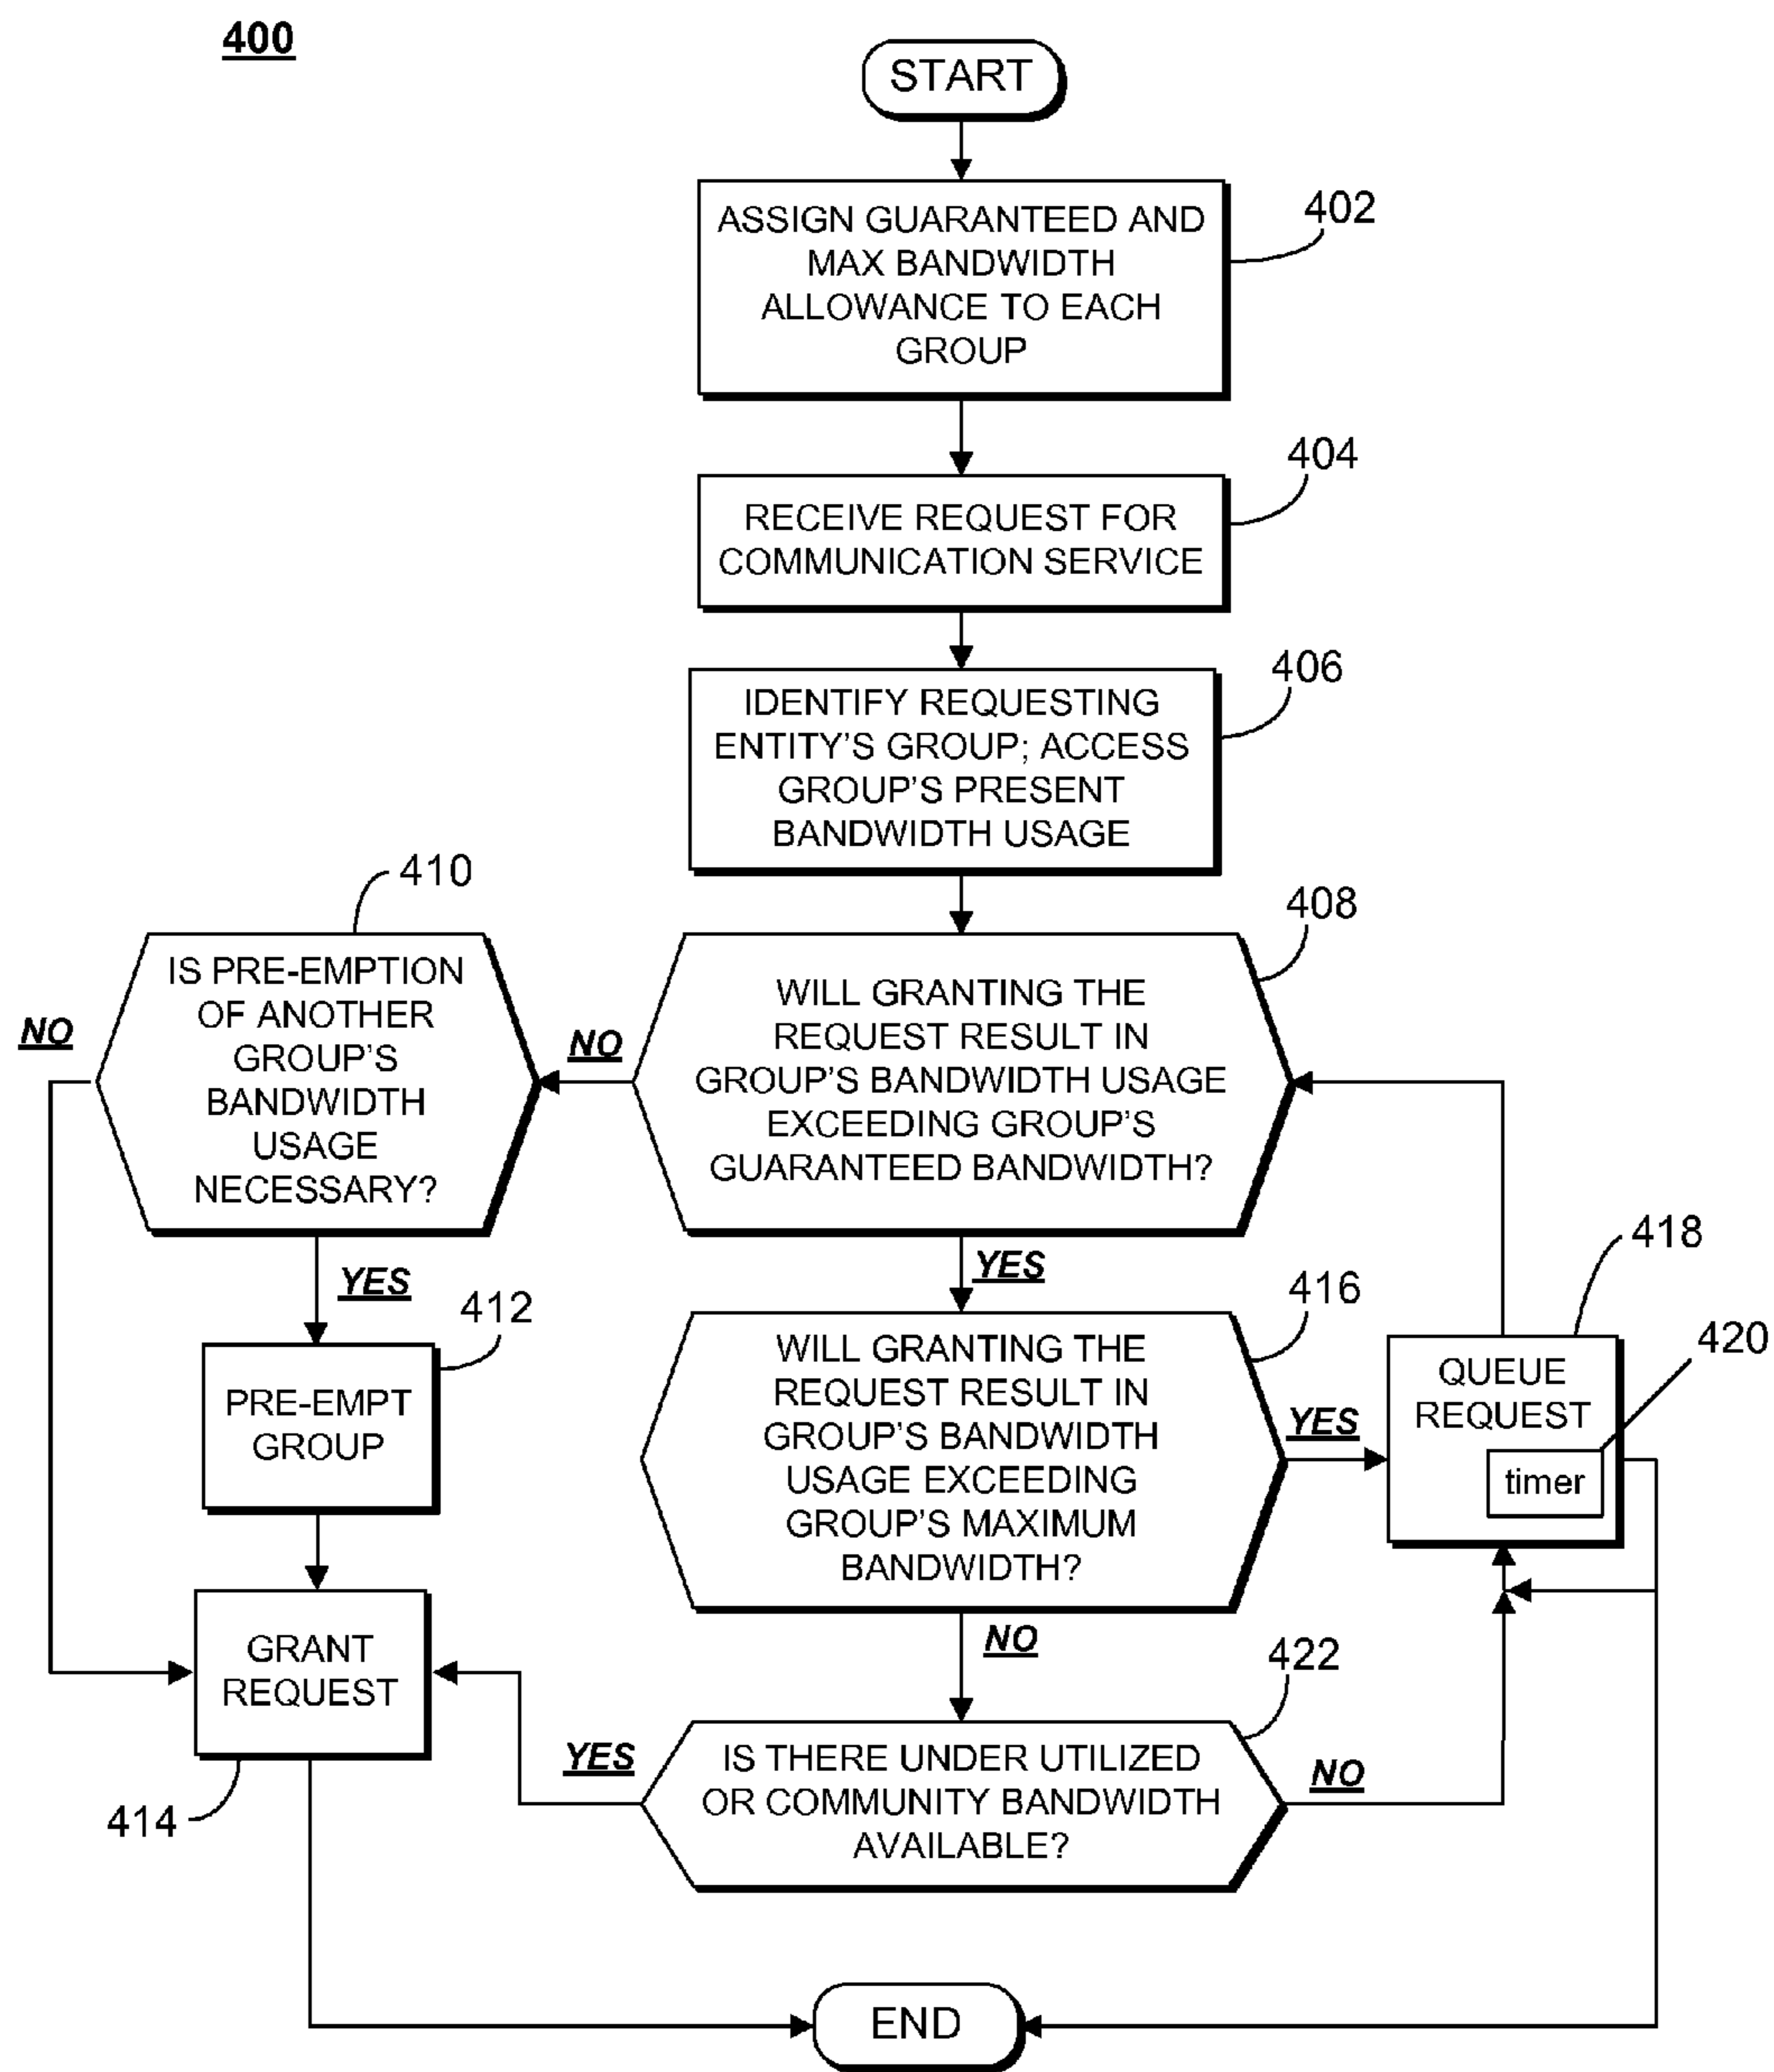 400
START
ASSIGN GUARANTEED AND
MAX BANDWIDTH
ALLOWANCE TO EACH
GROUP
402
RECEIVE REQUEST FOR
COMMUNICATION SERVICE
404
IDENTIFY REQUESTING
ENTITY'S GROUP; ACCESS
GROUP'S PRESENT
BANDWIDTH USAGE
406
WILL GRANTING THE
REQUEST RESULT IN
GROUP'S BANDWIDTH USAGE
EXCEEDING GROUP'S
GUARANTEED BANDWIDTH?
408
NO
IS PRE-EMPTION
OF ANOTHER
GROUP'S
BANDWIDTH
USAGE
NECESSARY?
410
NO
YES
PRE-EMPT
GROUP
412
GRANT
REQUEST
414
YES
WILL GRANTING THE
REQUEST RESULT IN
GROUP'S BANDWIDTH
USAGE EXCEEDING
GROUP'S MAXIMUM
BANDWIDTH?
416
YES
QUEUE
REQUEST
418
timer
420
NO
IS THERE UNDER UTILIZED
OR COMMUNITY BANDWIDTH
AVAILABLE?
422
YES
NO
END